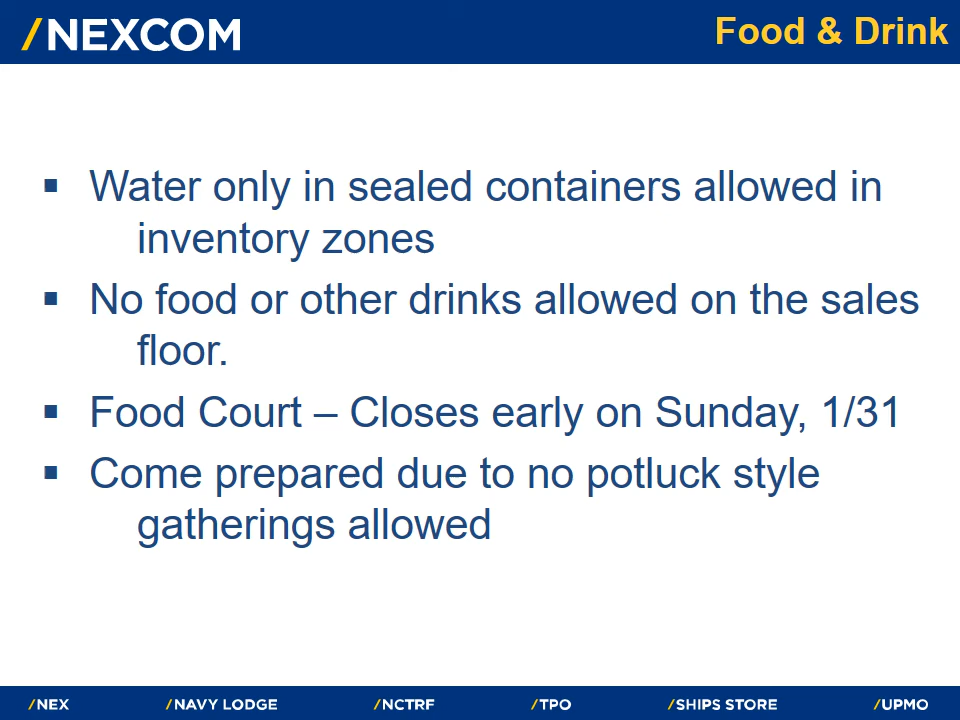 /NEXCOM
Food & Drink
▪ Water only in sealed containers allowed in
inventory zones
▪ No food or other drinks allowed on the sales
floor.
▪ Food Court – Closes early on Sunday, 1/31
▪ Come prepared due to no potluck style
gatherings allowed
/NEX /NAVY LODGE /NCTRF /TPO /SHIPS STORE /UPMO